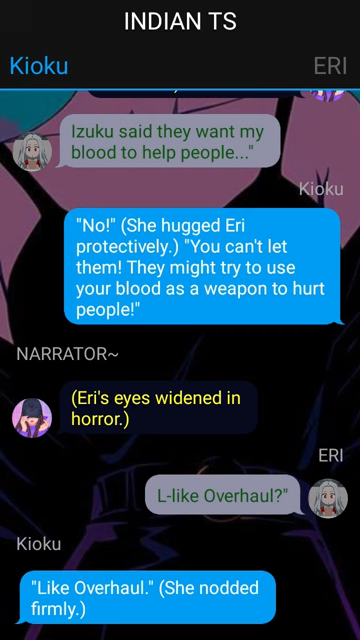 INDIAN TS
Kioku
ERI
Izuku said they want my
blood to help people..."
Kioku
"No!" (She hugged Eri
protectively.) "You can't let
them! They might try to use
your blood as a weapon to hurt
people!"
NARRATOR~
(Eri's eyes widened in
horror.)
ERI
L-like Overhaul?"
Kioku
"Like Overhaul." (She nodded
firmly.)